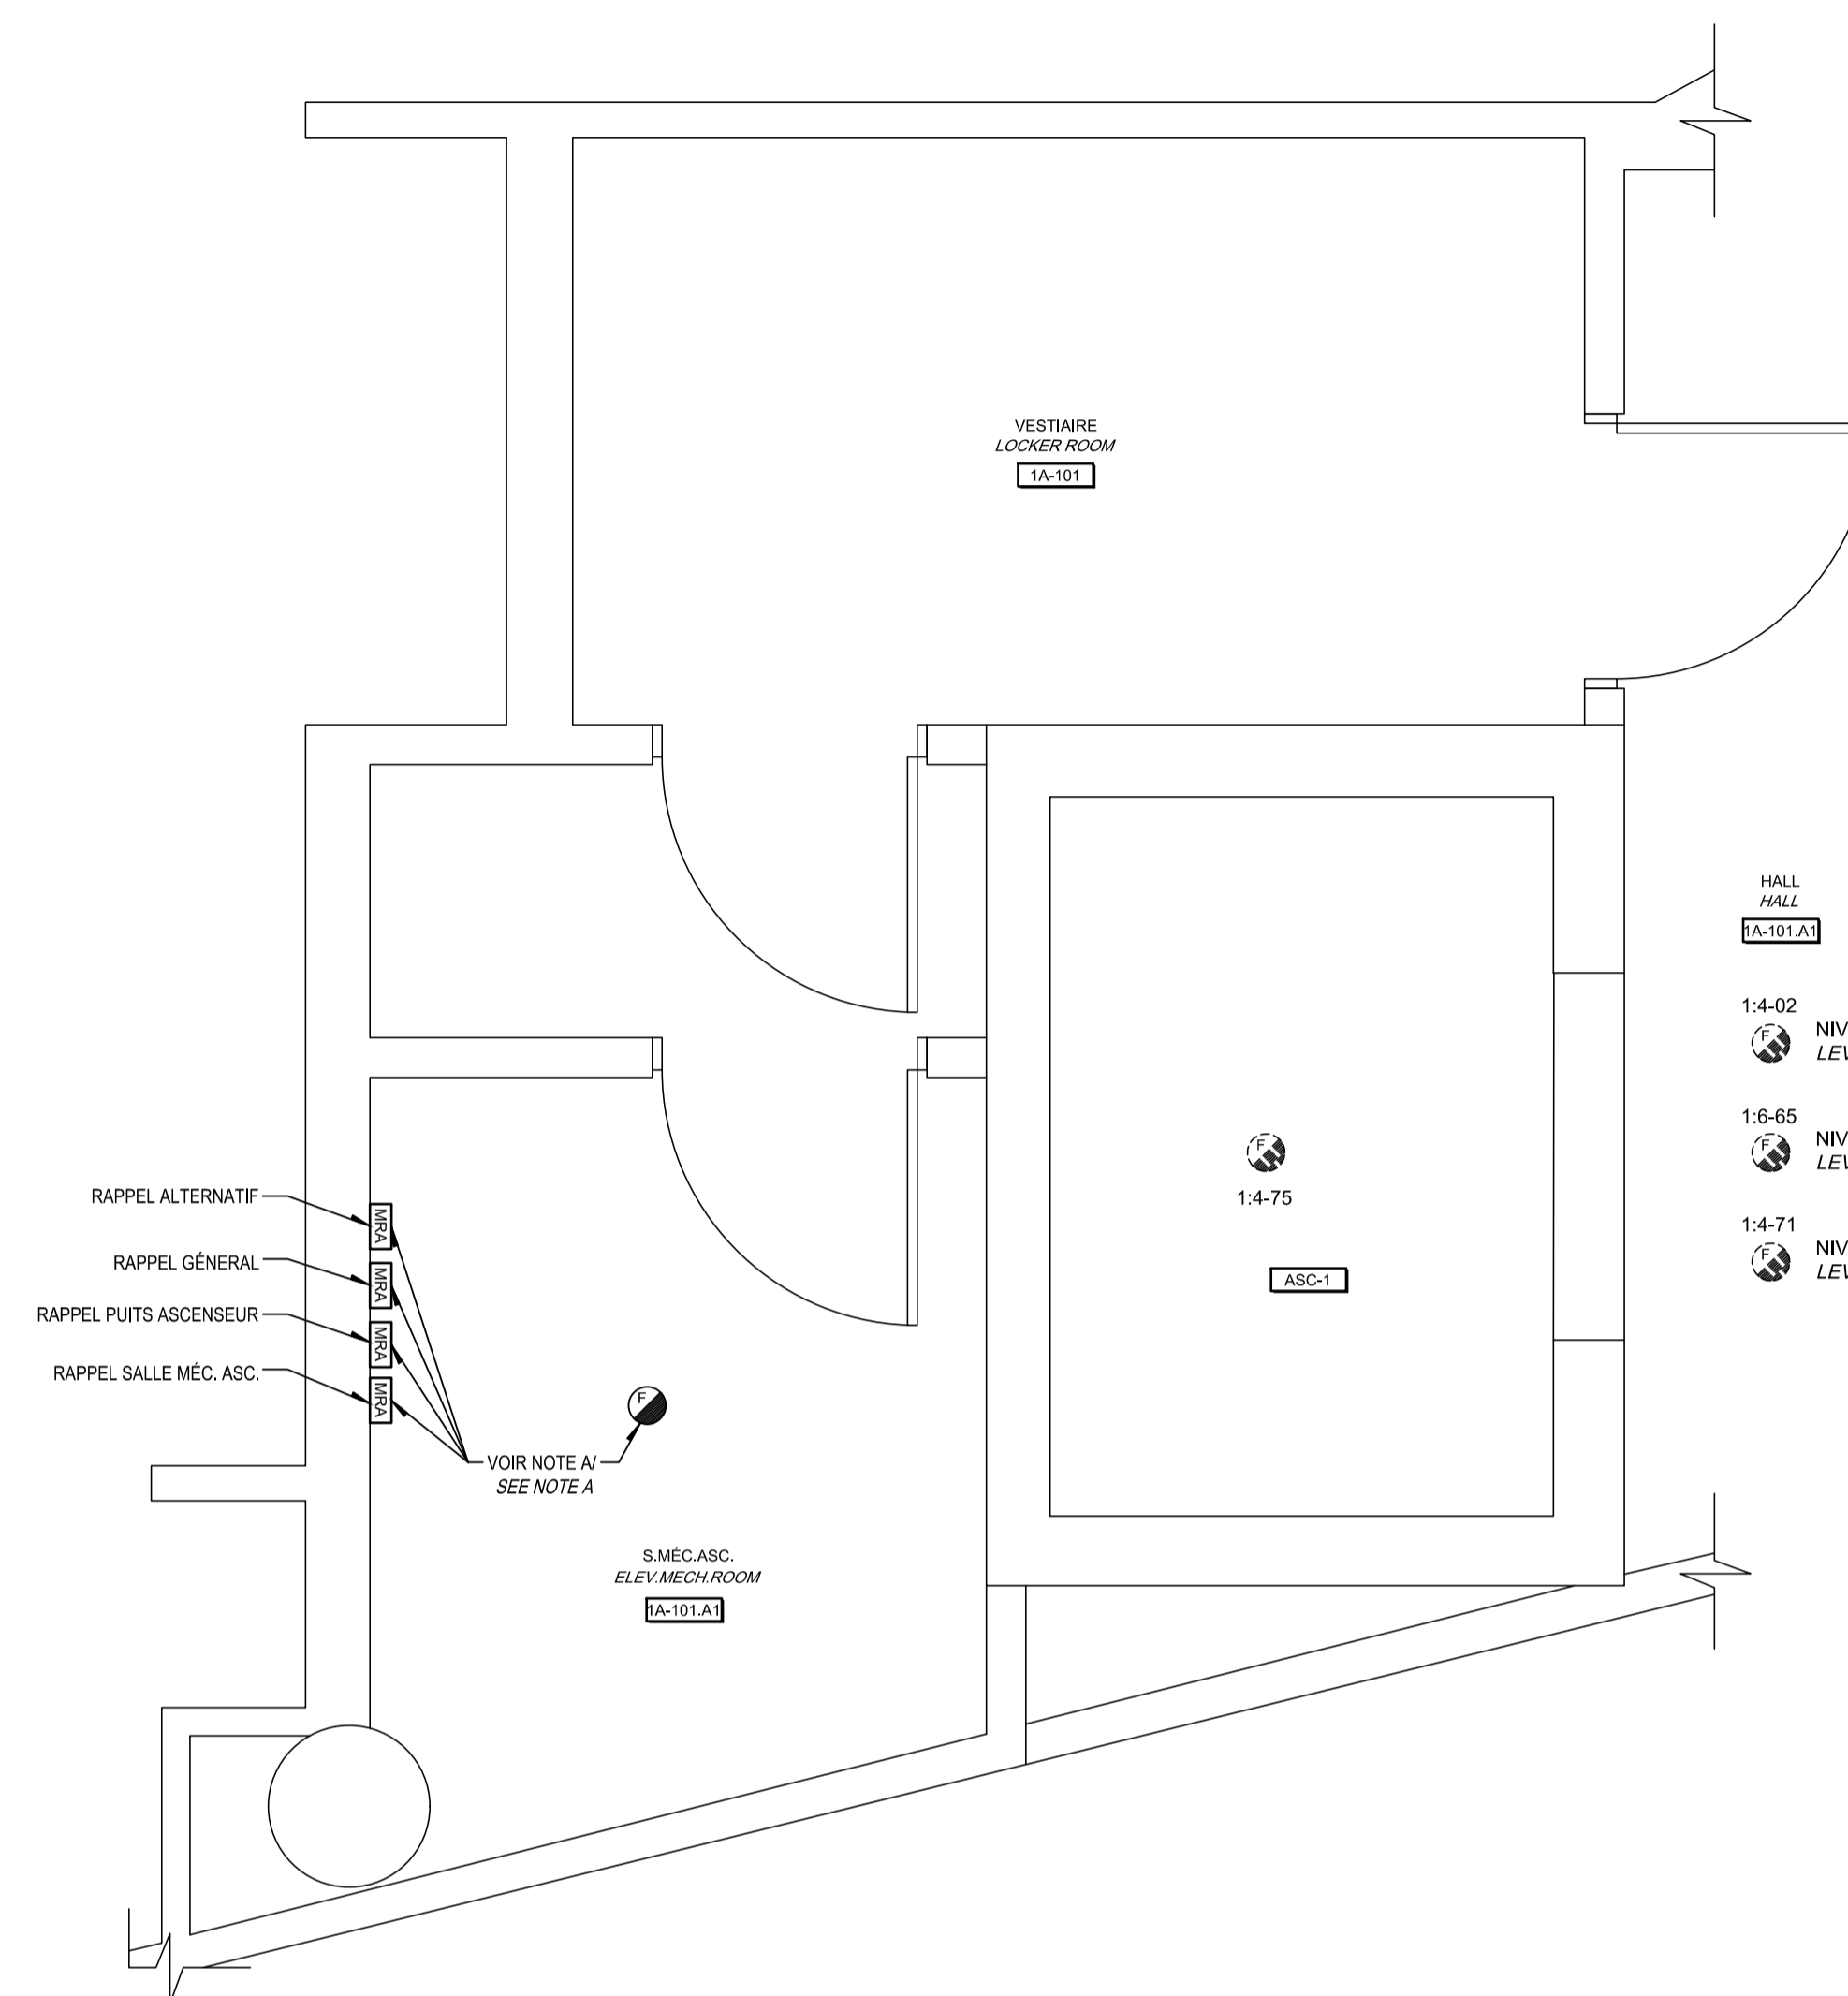 VESTIAIRE
LOCKER ROOM
1A-101
HALL
HALL
1A-101.A1
1:4-02
F
NIV
LEV
1:6-65
F
NIV
LEV
1:4-71
F
NIV
LEV
F
1:4-75
ASC-1
RAPPEL ALTERNATIF
MRA
RAPPEL GÉNERAL
MRA
RAPPEL PUITS ASCENSEUR
MRA
RAPPEL SALLE MÉC. ASC.
MRA
F
VOIR NOTE A/
SEE NOTE A
S.MÉC.ASC.
ELEV.MECH.ROOM
1A-101.A1